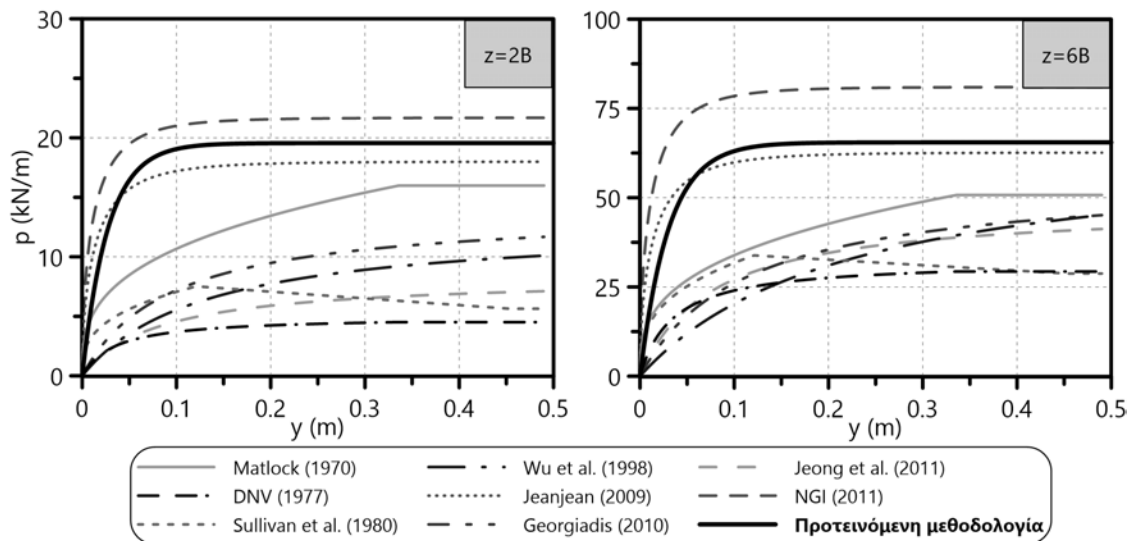 30
20
10
0
p (kN/m)
z=2B
0 0.1 0.2 0.3 0.4 0.5
y (m)
100
75
50
25
0
z=6B
0 0.1 0.2 0.3 0.4 0.5
y (m)
Matlock (1970)
DNV (1977)
Sullivan et al. (1980)
Wu et al. (1998)
Jeanjean (2009)
Georgiadis (2010)
Jeong et al. (2011)
NGI (2011)
Προτεινόμενη μεθοδολογία